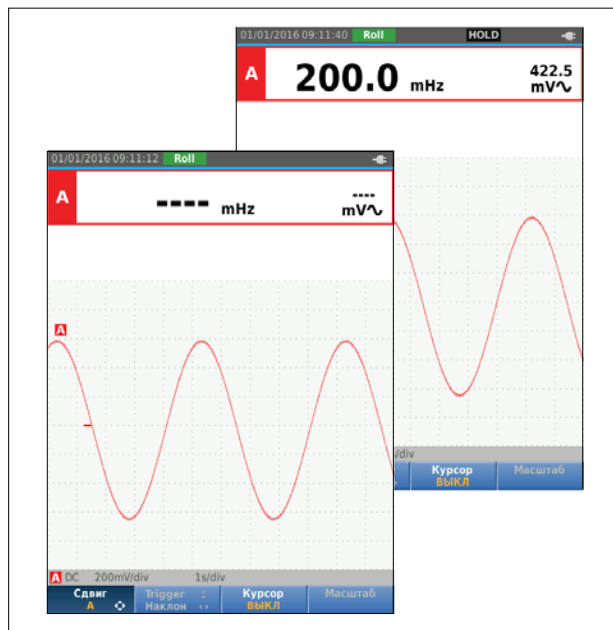 01/01/2016 09:11:40 Roll HOLD
A 200.0 mHz 422.5 mV
/div
Курсор ВЫКЛ
Масштаб
01/01/2016 09:11:12 Roll
A ---- mHz ---- mV
A
A DC 200mV/div 1s/div
Сдвиг Trigger Курсор Масштаб
A Наклон ВЫКЛ